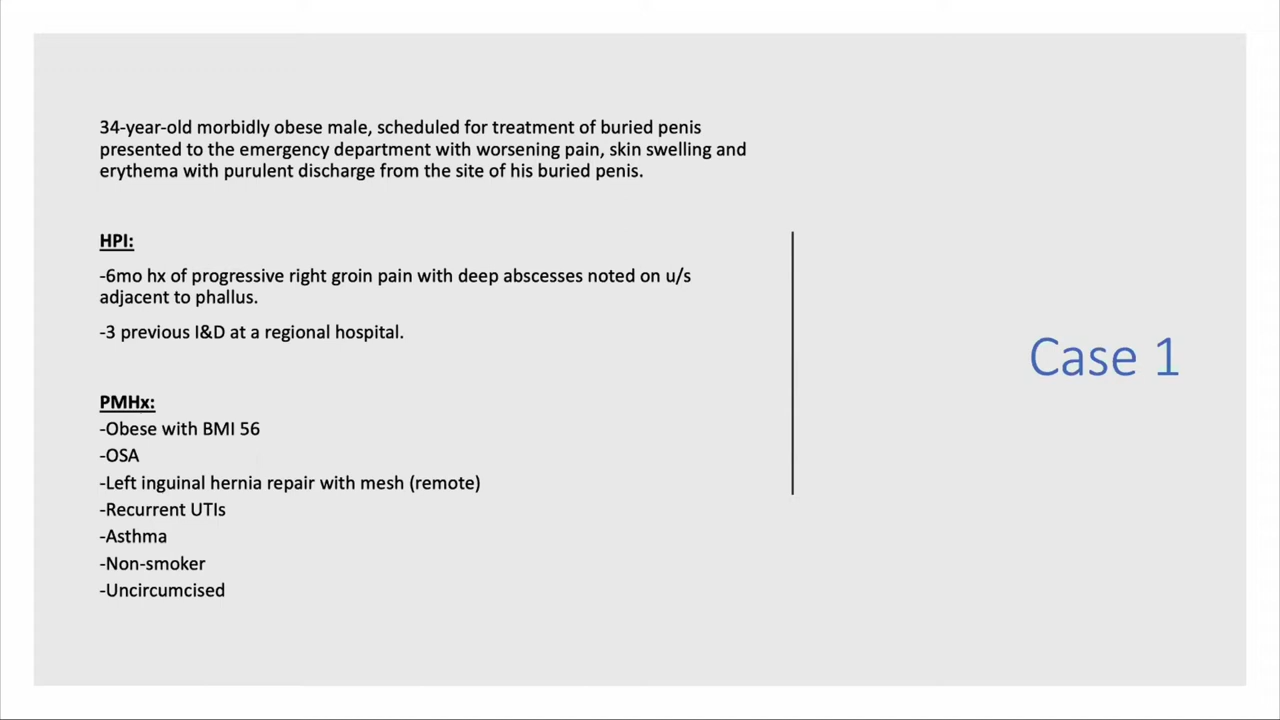 34-year-old morbidly obese male, scheduled for treatment of buried penis
presented to the emergency department with worsening pain, skin swelling and
erythema with purulent discharge from the site of his buried penis.
HPI:
-6mo hx of progressive right groin pain with deep abscesses noted on u/s
adjacent to phallus.
-3 previous I&D at a regional hospital.
PMHx:
-Obese with BMI 56
-OSA
-Left inguinal hernia repair with mesh (remote)
-Recurrent UTIs
-Asthma
-Non-smoker
-Uncircumcised
Case 1